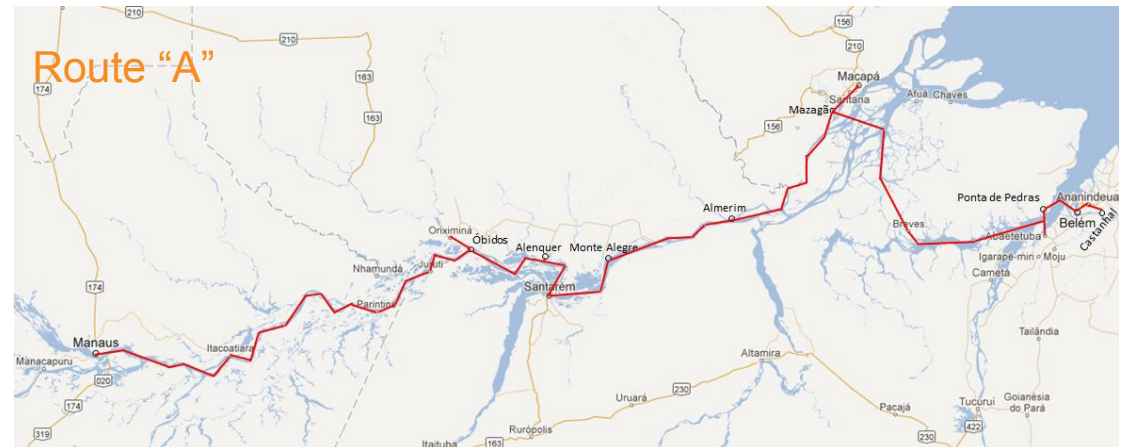 Route “A”
210
210
174
163
163
210
Macapá
Santana
156
Mazagão
Afuá
Chaves
156
Almerim
Ponta de Pedras
Ananindeua
Belém
Castanhal
Oriximiná
Óbidos
Alenquer
Monte Alegre
Breves
Abaetetuba
Igarapé-miri
Moju
Cametá
Nhamundá
Juruti
Santarém
Parintins
174
Manaus
Itacoatiara
Manacapuru
020
Altamira
Tailândia
174
Uruará
230
Pacajá
Tucuruí
Goianésia
do Pará
319
Rurópolis
Itaituba
163
230
422